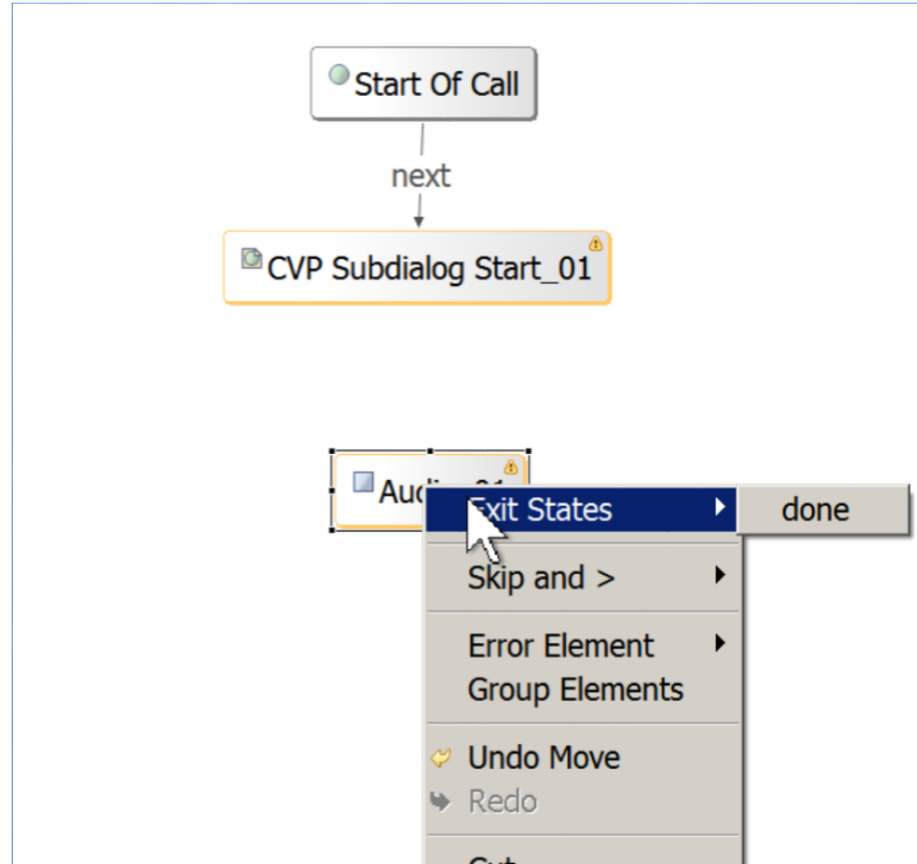 Start Of Call
next
CVP Subdialog Start_01
Exit States
done
Skip and >
Error Element
Group Elements
Undo Move
Redo